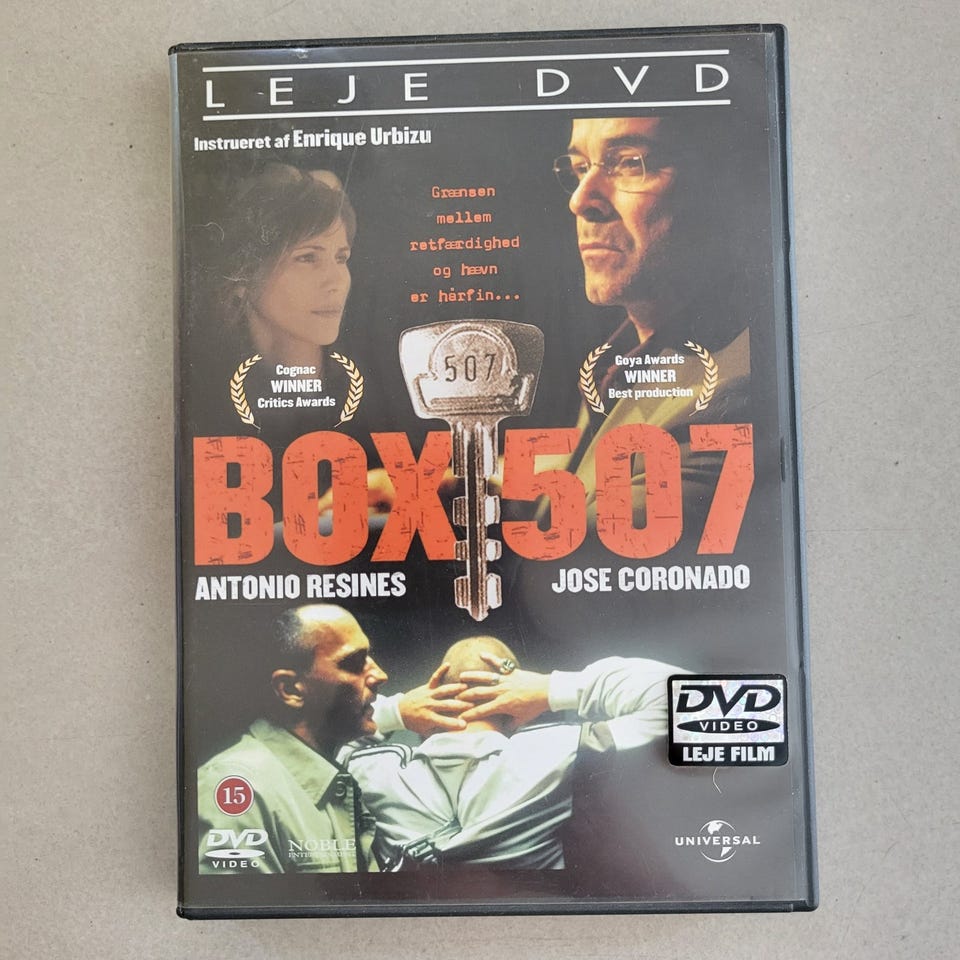 LEJE DVD
Instrueret af Enrique Urbizu
Grænsen
mellem
retfærdighed
og hævn
er hårfin...
507
Cognac
WINNER
Critics Awards
Goya Awards
WINNER
Best production
BOX 507
ANTONIO RESINES
JOSE CORONADO
DVD
VIDEO
LEJE FILM
15
DVD
VIDEO
NOBLE
ENTERTAINMENT
UNIVERSAL